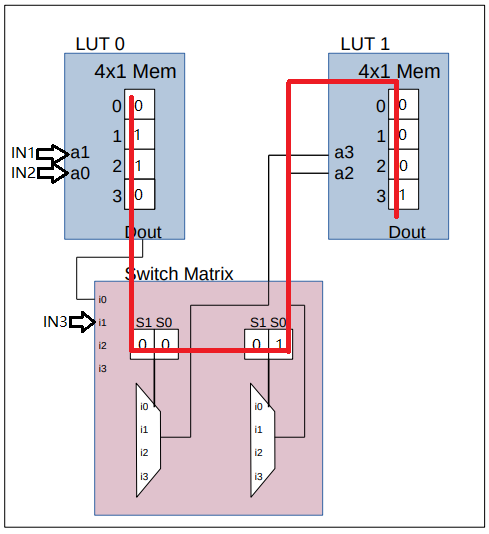 LUT 0
LUT 1
4x1 Mem
4x1 Mem
0 0
1 1
2 1
3 0
IN1 a1
IN2 a0
Dout
0 0
1 0
2 0
3 1
a3
a2
Dout
Switch Matrix
i0
IN3 i1
i2
i3
S1 S0
0 0
S1 S0
0 1
i0
i1
i2
i3
i0
i1
i2
i3